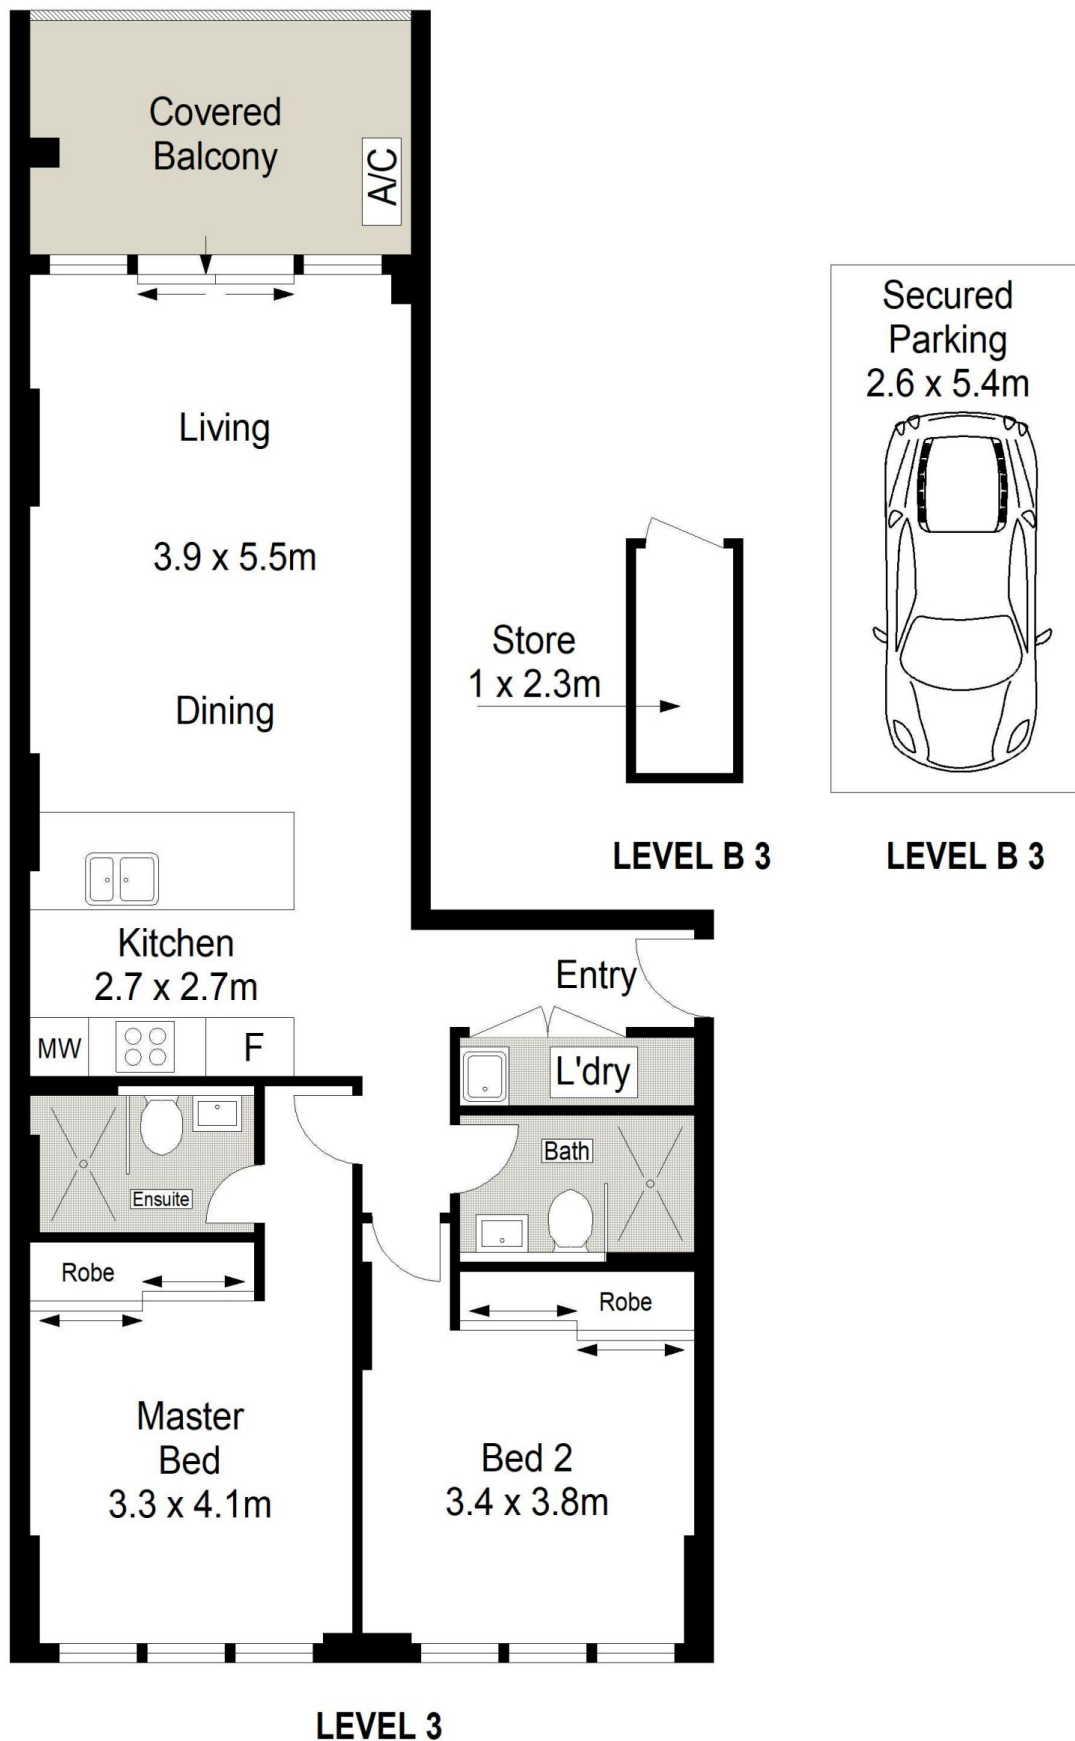 Covered
Balcony
A/C
Secured
Parking
2.6 x 5.4m
Living
3.9 x 5.5m
Store
1 x 2.3m
Dining
LEVEL B 3
LEVEL B 3
Kitchen
2.7 x 2.7m
Entry
MW
F
L'dry
Bath
Ensuite
Robe
Robe
Master
Bed
3.3 x 4.1m
Bed 2
3.4 x 3.8m
LEVEL 3